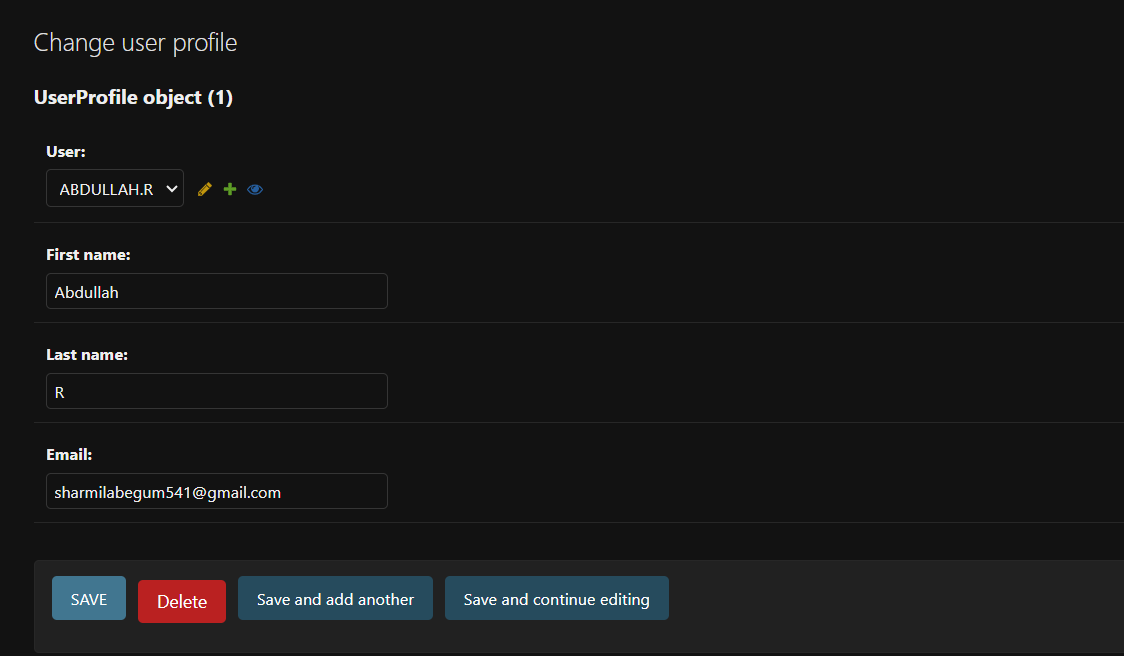 Change user profile
UserProfile object (1)
User:
ABDULLAH.R
First name:
Abdullah
Last name:
R
Email:
sharmilabegum541@gmail.com
SAVE Delete Save and add another Save and continue editing